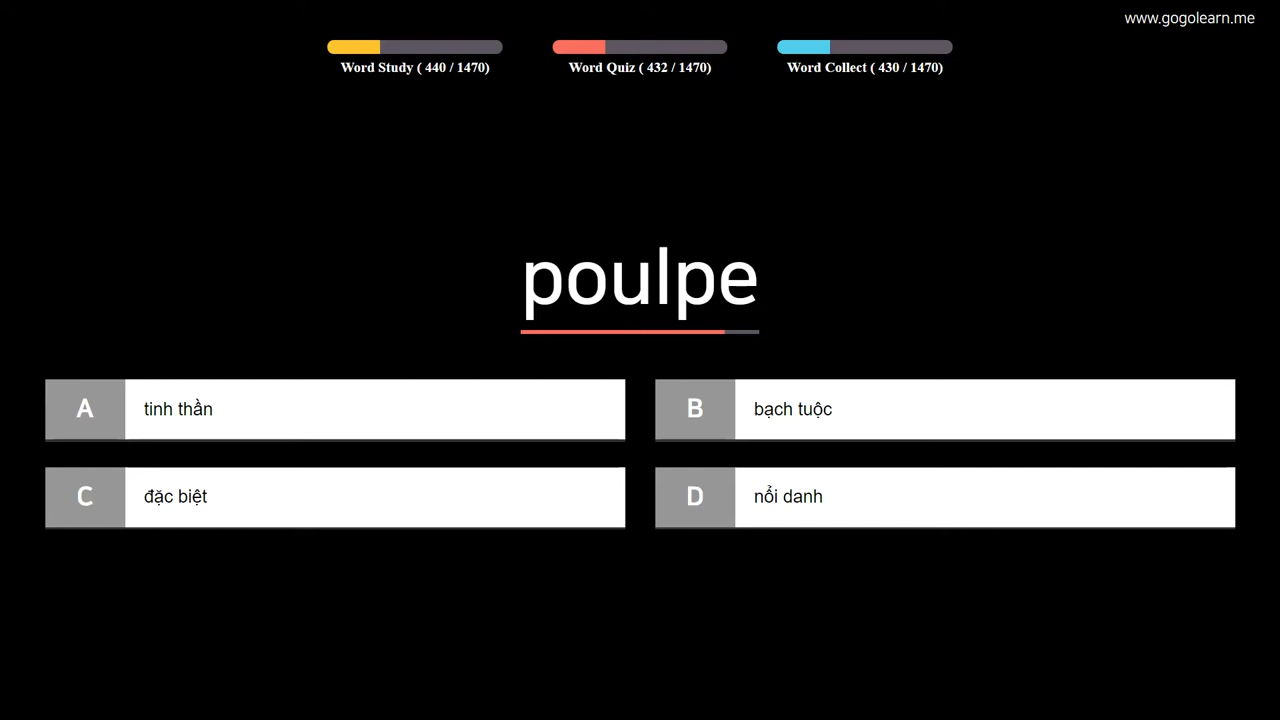 www.gogolearn.me
Word Study ( 440 / 1470)
Word Quiz ( 432 / 1470)
Word Collect ( 430 / 1470)
poulpe
A tinh thần
B bạch tuộc
C đặc biệt
D nổi danh